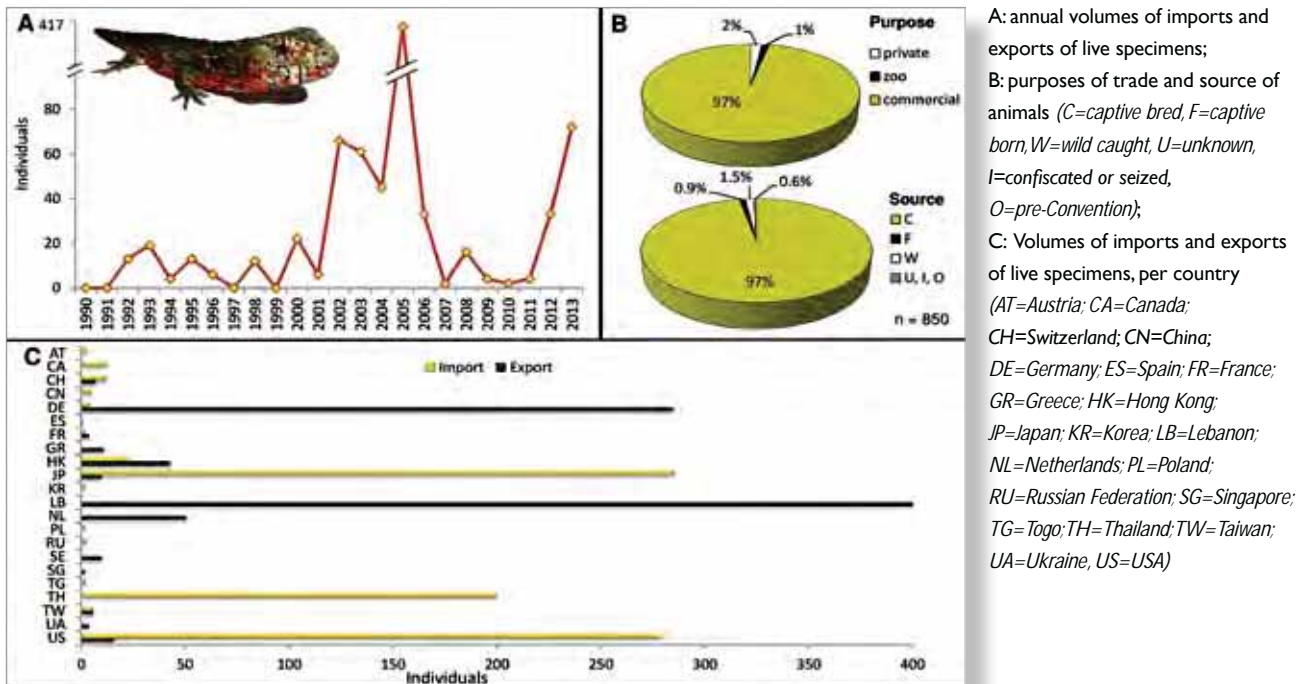 A
417
80
60
40
20
0
Individuals
1990
1991
1992
1993
1994
1995
1996
1997
1998
1999
2000
2001
2002
2003
2004
2005
2006
2007
2008
2009
2010
2011
2012
2013
B
2%
1%
97%
Purpose
private
zoo
commercial
0.9%
1.5%
0.6%
97%
Source
C
F
W
U, I, O
n = 850
C
Import
Export
AT
CA
CH
CN
DE
ES
FR
GR
HK
JP
KR
LB
NL
PL
RU
SE
SG
TG
TH
TW
UA
US
0 50 100 150 200 250 300 350 400
Individuals
A: annual volumes of imports and
exports of live specimens;
B: purposes of trade and source of
animals (C=captive bred, F=captive
born, W=wild caught, U=unknown,
I=confiscated or seized,
O=pre-Convention);
C: Volumes of imports and exports
of live specimens, per country
(AT=Austria; CA=Canada;
CH=Switzerland; CN=China;
DE=Germany; ES=Spain; FR=France;
GR=Greece; HK=Hong Kong;
JP=Japan; KR=Korea; LB=Lebanon;
NL=Netherlands; PL=Poland;
RU=Russian Federation; SG=Singapore;
TG=Togo; TH=Thailand; TW=Taiwan;
UA=Ukraine, US=USA)